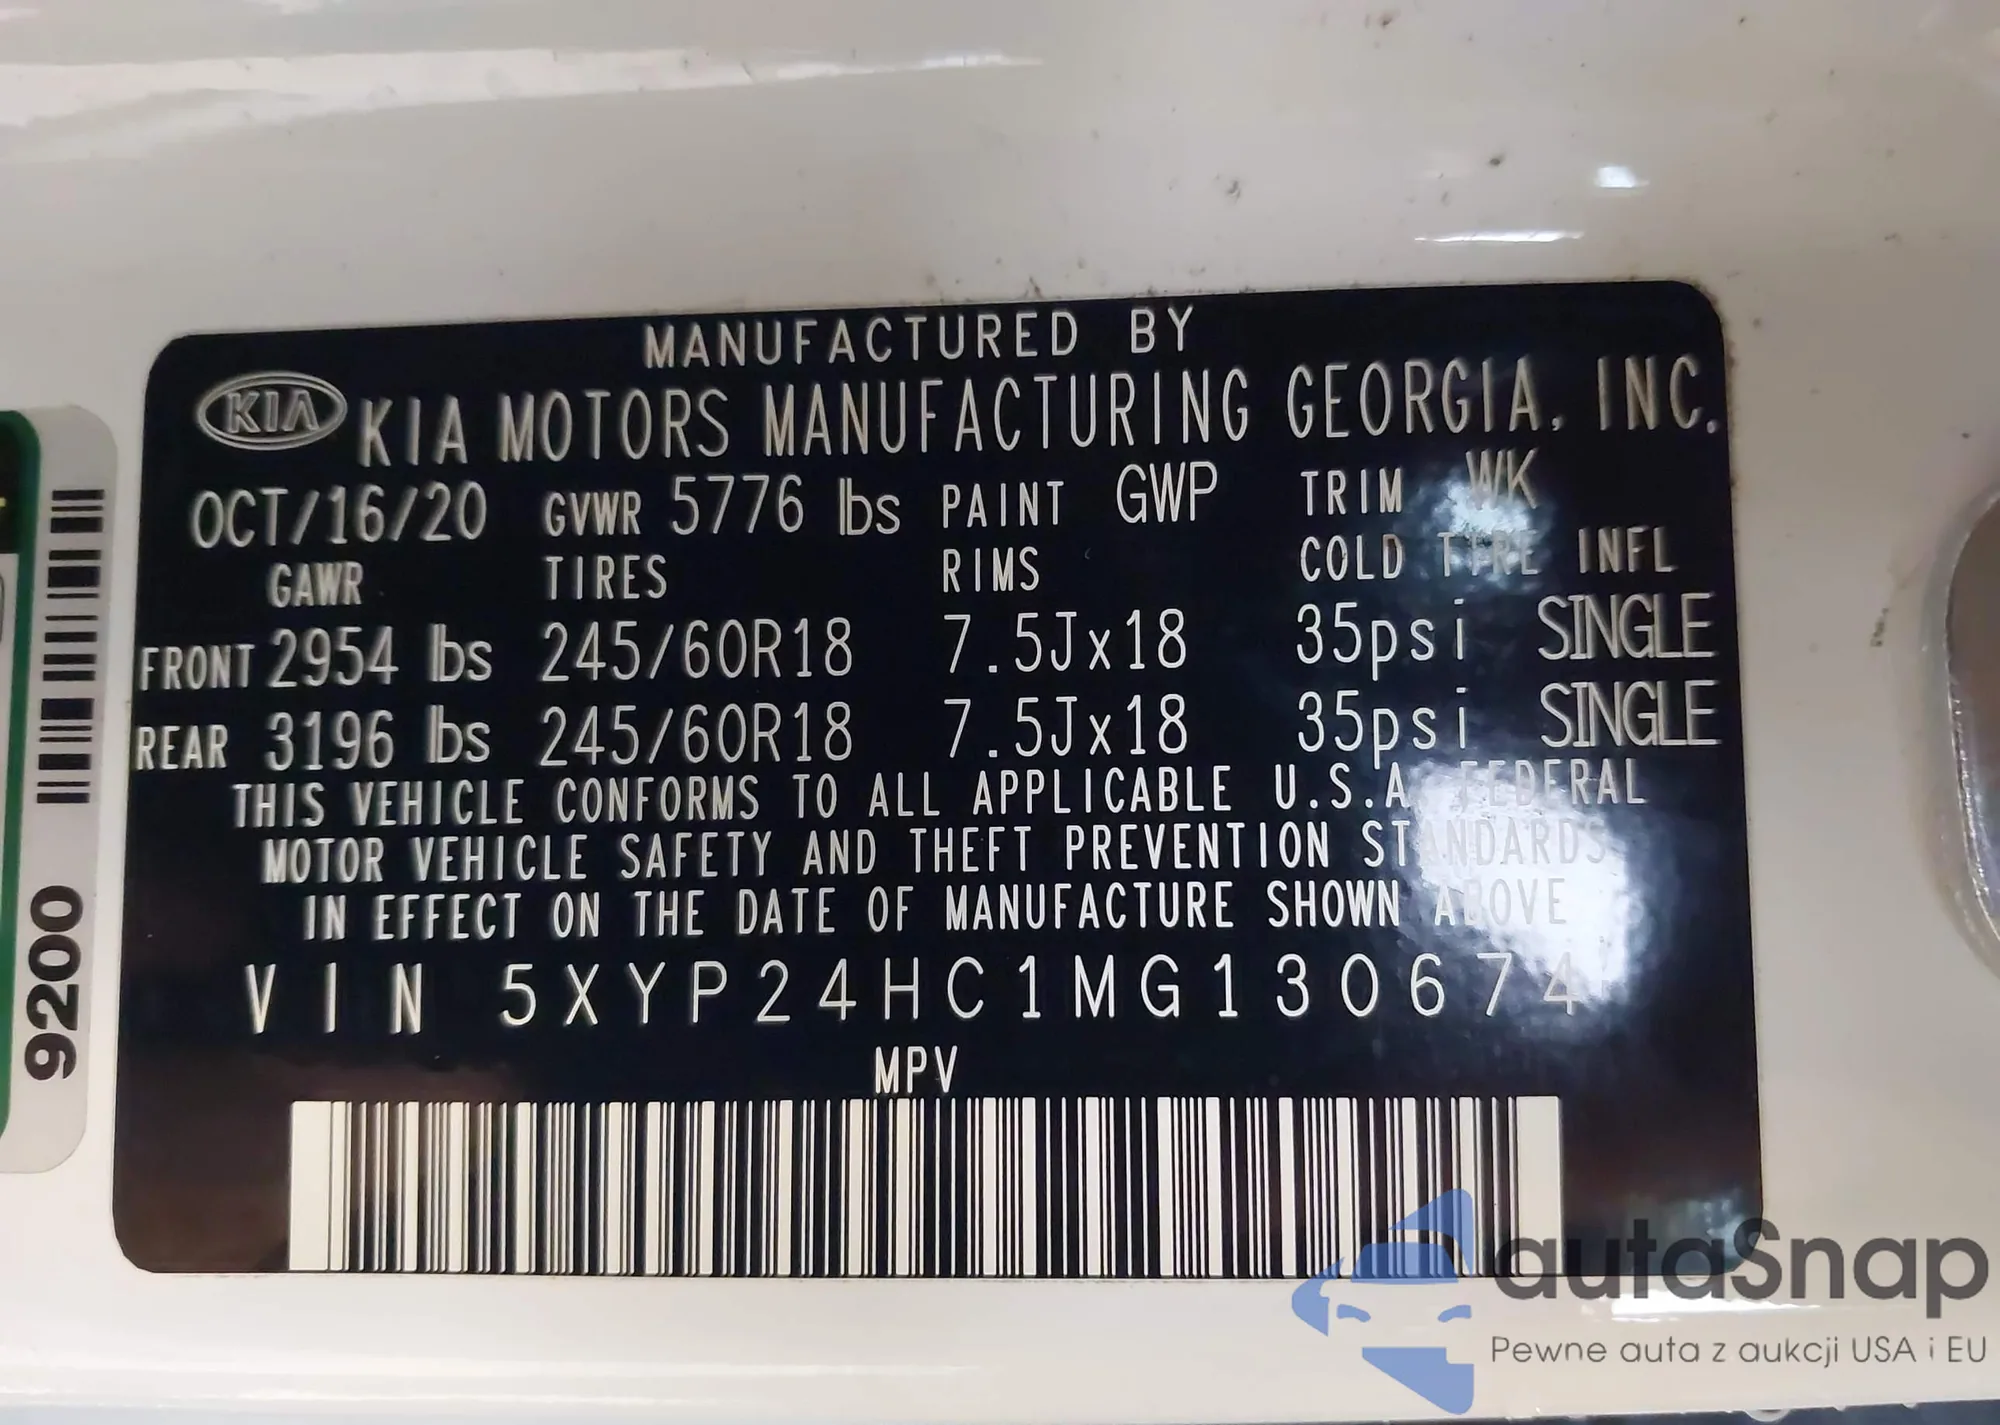 MANUFACTURED BY
KIA KIA MOTORS MANUFACTURING GEORGIA, INC.
OCT/16/20 GVWR 5776 lbs PAINT GWP TRIM WK
GAWR TIRES RIMS COLD TIRE INFL
FRONT 2954 lbs 245/60R18 7.5Jx18 35psi SINGLE
REAR 3196 lbs 245/60R18 7.5Jx18 35psi SINGLE
THIS VEHICLE CONFORMS TO ALL APPLICABLE U.S.A. FEDERAL
MOTOR VEHICLE SAFETY AND THEFT PREVENTION STANDARDS
IN EFFECT ON THE DATE OF MANUFACTURE SHOWN ABOVE
VIN 5XYP24HC1MG130674
MPV
9200
autaSnap
Pewne auta z aukcji USA i EU